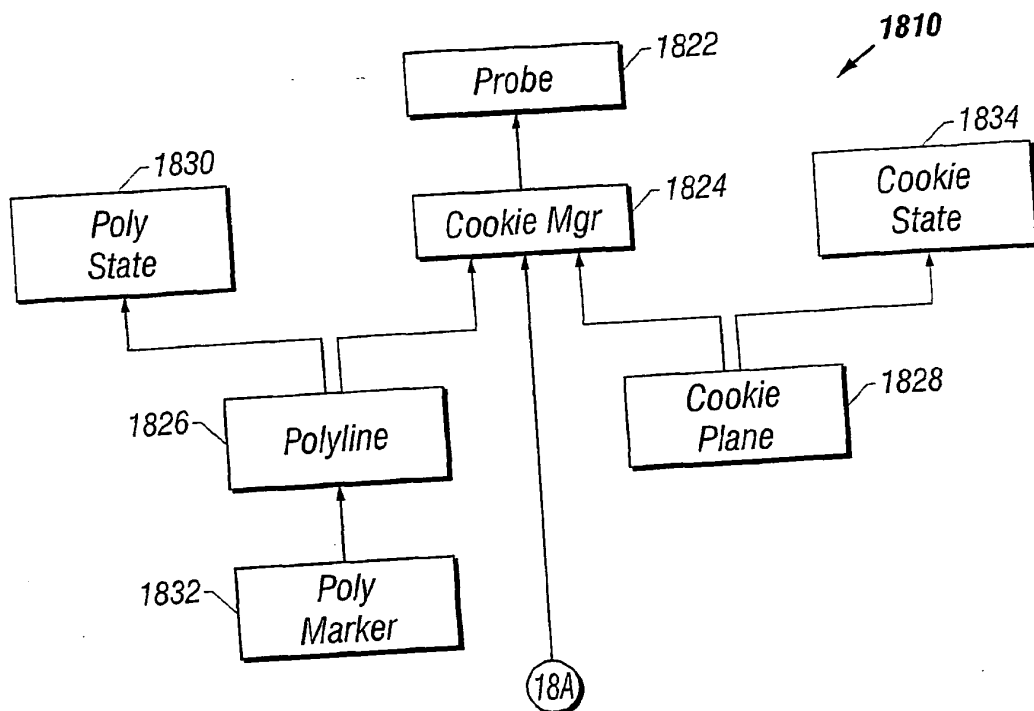 1810
Probe
1822
1834
1830
Cookie
State
Poly
State
Cookie Mgr
1824
1826
Polyline
Cookie
Plane
1828
1832
Poly
Marker
18A